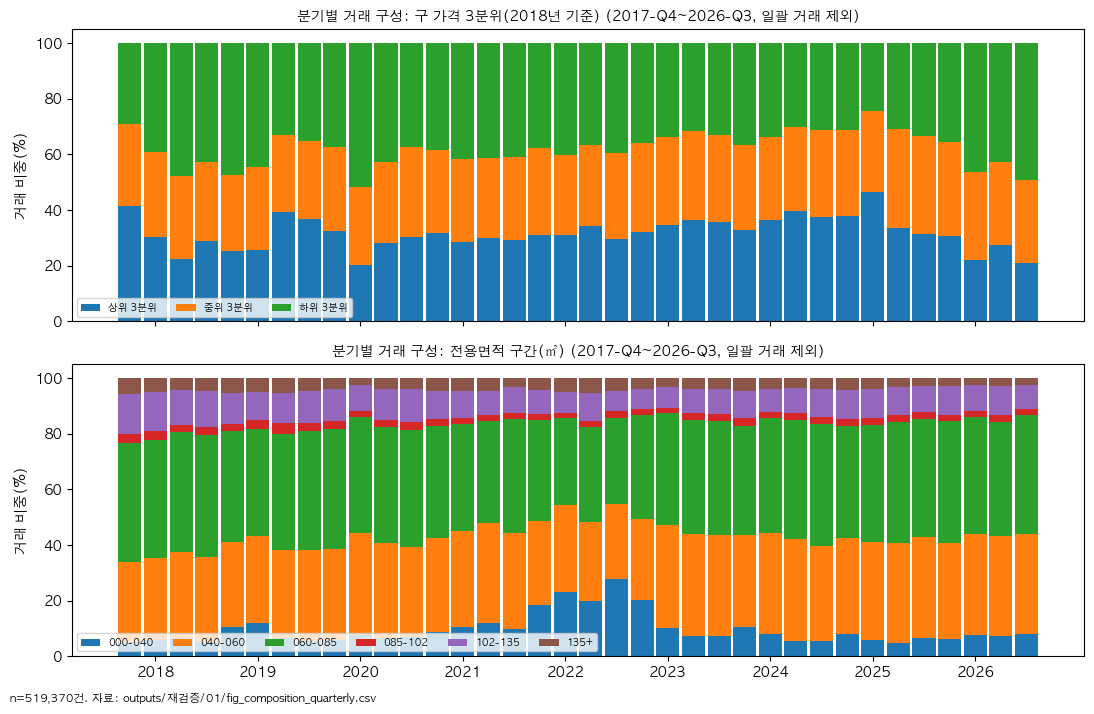 분기별 거래 구성: 구 가격 3분위(2018년 기준) (2017-Q4~2026-Q3, 일괄 거래 제외)
100
80
60
40
20
0
거래 비중(%)
상위 3분위 중위 3분위 하위 3분위
분기별 거래 구성: 전용면적 구간(㎡) (2017-Q4~2026-Q3, 일괄 거래 제외)
100
80
60
40
20
0
거래 비중(%)
000-040 040-060 060-085 085-102 102-135 135+
2018 2019 2020 2021 2022 2023 2024 2025 2026
n=519,370건. 자료: outputs/재검증/01/fig_composition_quarterly.csv